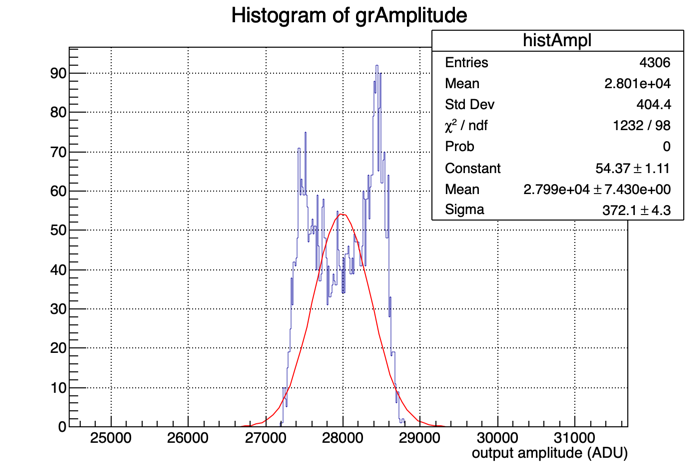 Histogram of grAmplitude
histAmpl
Entries 4306
Mean 2.801e+04
Std Dev 404.4
χ² / ndf 1232 / 98
Prob 0
Constant 54.37 ± 1.11
Mean 2.799e+04 ± 7.430e+00
Sigma 372.1 ± 4.3
90
80
70
60
50
40
30
20
10
0
25000 26000 27000 28000 29000 30000 31000
output amplitude (ADU)